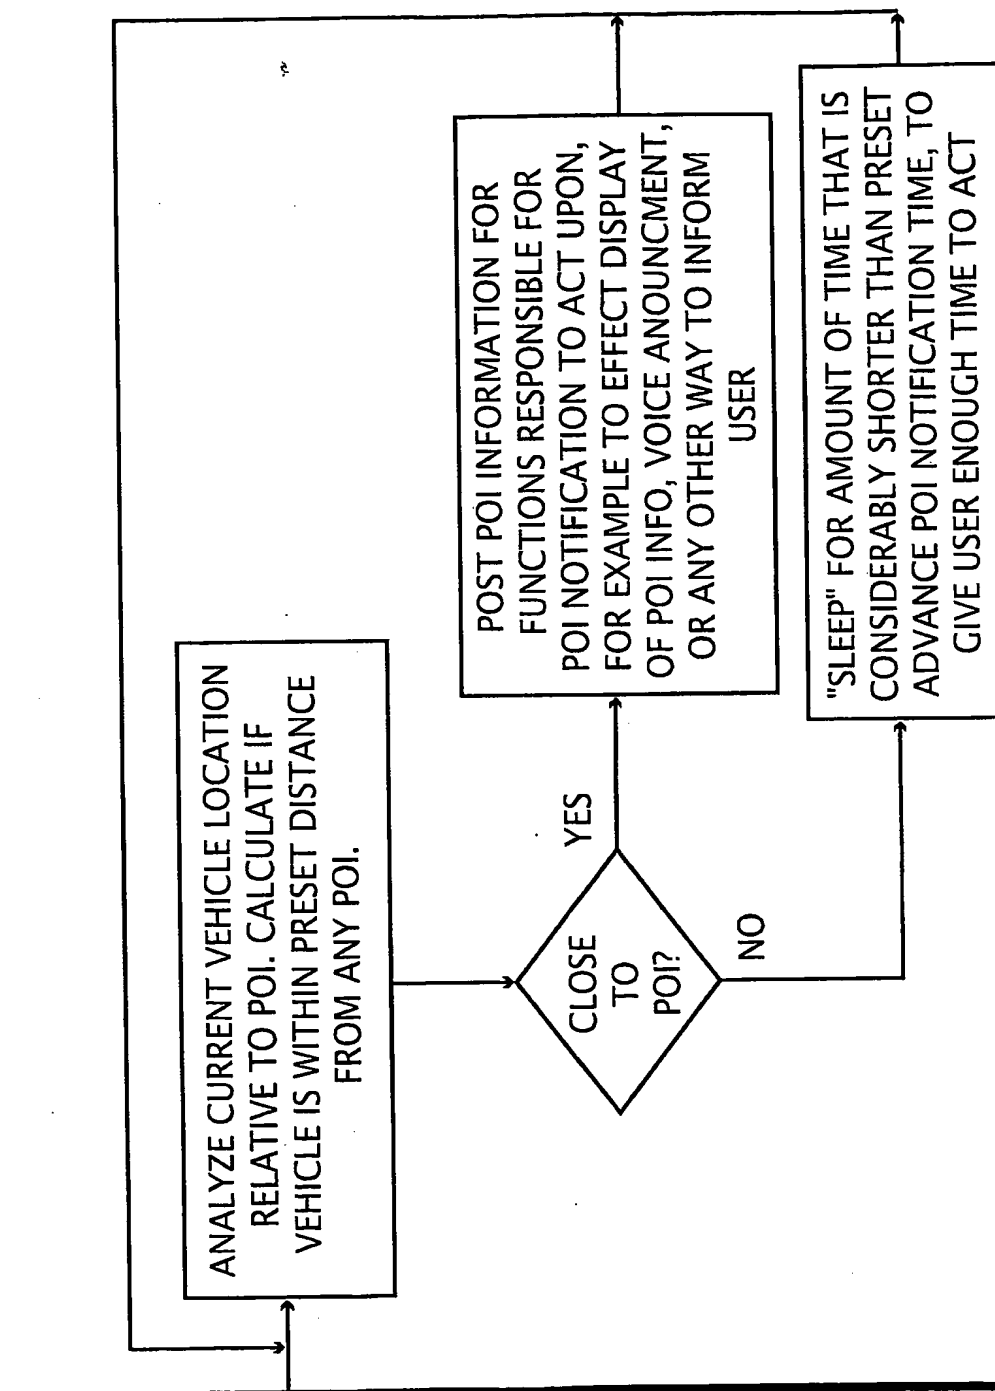 ANALYZE CURRENT VEHICLE LOCATION
RELATIVE TO POI. CALCULATE IF
VEHICLE IS WITHIN PRESET DISTANCE
FROM ANY POI.
CLOSE
TO
POI?
YES
NO
POST POI INFORMATION FOR
FUNCTIONS RESPONSIBLE FOR
POI NOTIFICATION TO ACT UPON,
FOR EXAMPLE TO EFFECT DISPLAY
OF POI INFO, VOICE ANOUNCMENT,
OR ANY OTHER WAY TO INFORM
USER
"SLEEP" FOR AMOUNT OF TIME THAT IS
CONSIDERABLY SHORTER THAN PRESET
ADVANCE POI NOTIFICATION TIME, TO
GIVE USER ENOUGH TIME TO ACT